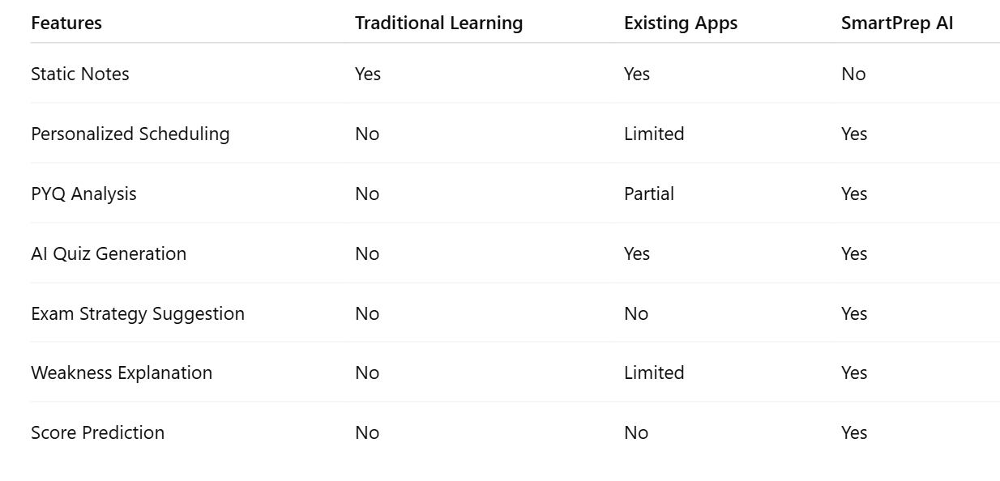 Features Traditional Learning Existing Apps SmartPrep AI
Static Notes Yes Yes No
Personalized Scheduling No Limited Yes
PYQ Analysis No Partial Yes
AI Quiz Generation No Yes Yes
Exam Strategy Suggestion No No Yes
Weakness Explanation No Limited Yes
Score Prediction No No Yes